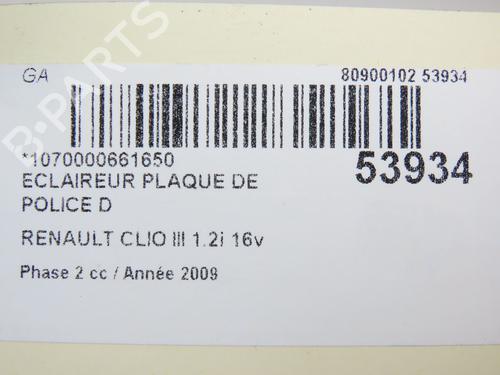 GA
80900102 53934
*1070000661650
53934
ECLAIREUR PLAQUE DE
POLICE D
RENAULT CLIO III 1.2i 16v
Phase 2 cc / Année 2009
B-PARTS